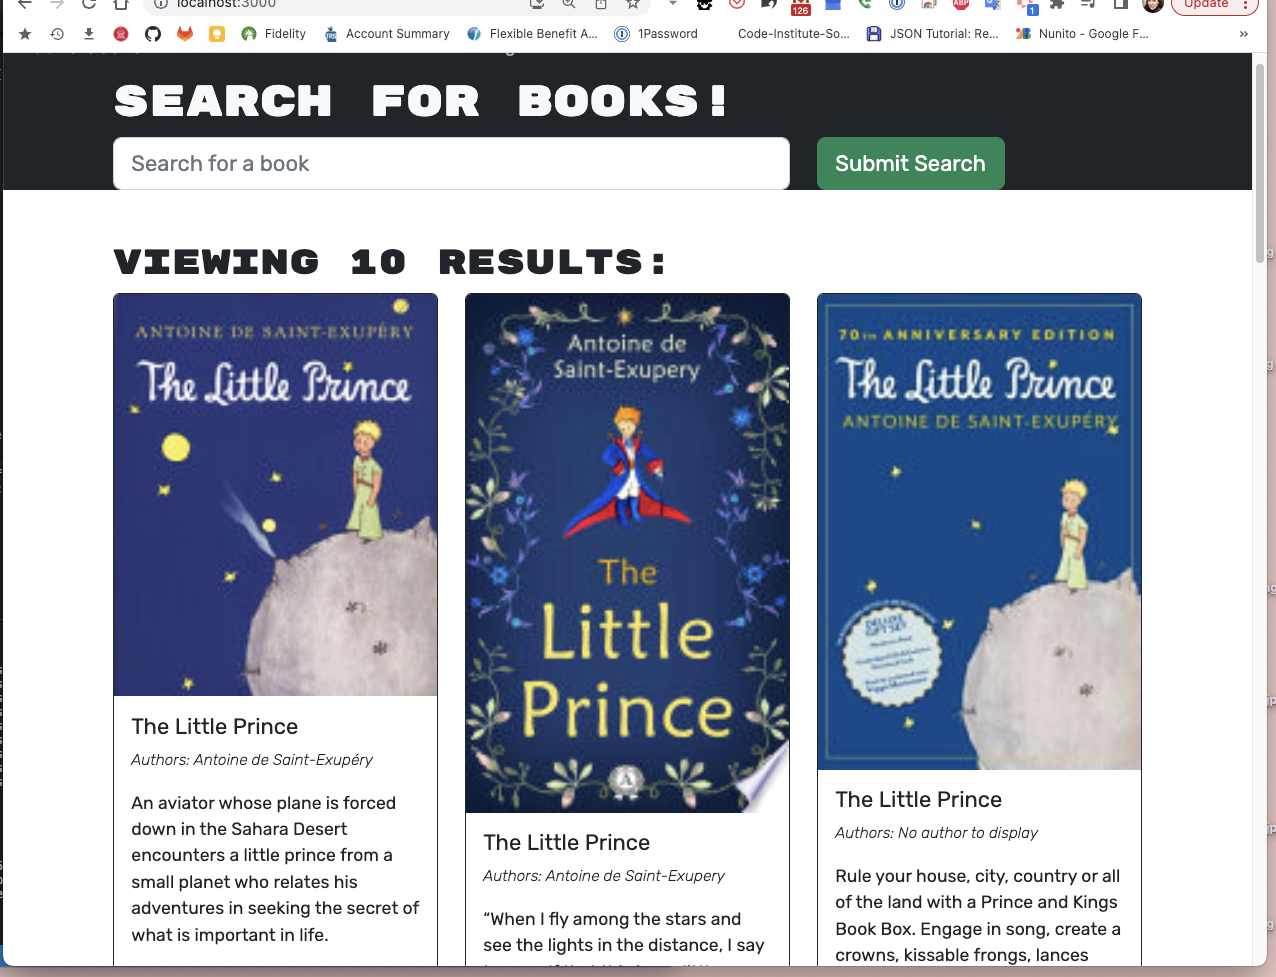 localhost:3000
Update
126
ABP
1
Fidelity
Account Summary
Flexible Benefit A...
1Password
Code-Institute-So...
JSON Tutorial: Re...
Nunito - Google F...
»
SEARCH FOR BOOKS!
Search for a book
Submit Search
VIEWING 10 RESULTS:
ANTOINE DE SAINT-EXUPÉRY
The Little Prince
The Little Prince
Authors: Antoine de Saint-Exupéry
An aviator whose plane is forced
down in the Sahara Desert
encounters a little prince from a
small planet who relates his
adventures in seeking the secret of
what is important in life.
Antoine de
Saint-Exupery
The
Little
Prince
The Little Prince
Authors: Antoine de Saint-Exupery
“When I fly among the stars and
see the lights in the distance, I say
70TH ANNIVERSARY EDITION
The Little Prince
ANTOINE DE SAINT-EXUPÉRY
DELUXE
GIFT SET
The Little Prince
Authors: No author to display
Rule your house, city, country or all
of the land with a Prince and Kings
Book Box. Engage in song, create a
crowns, kissable frongs, lances